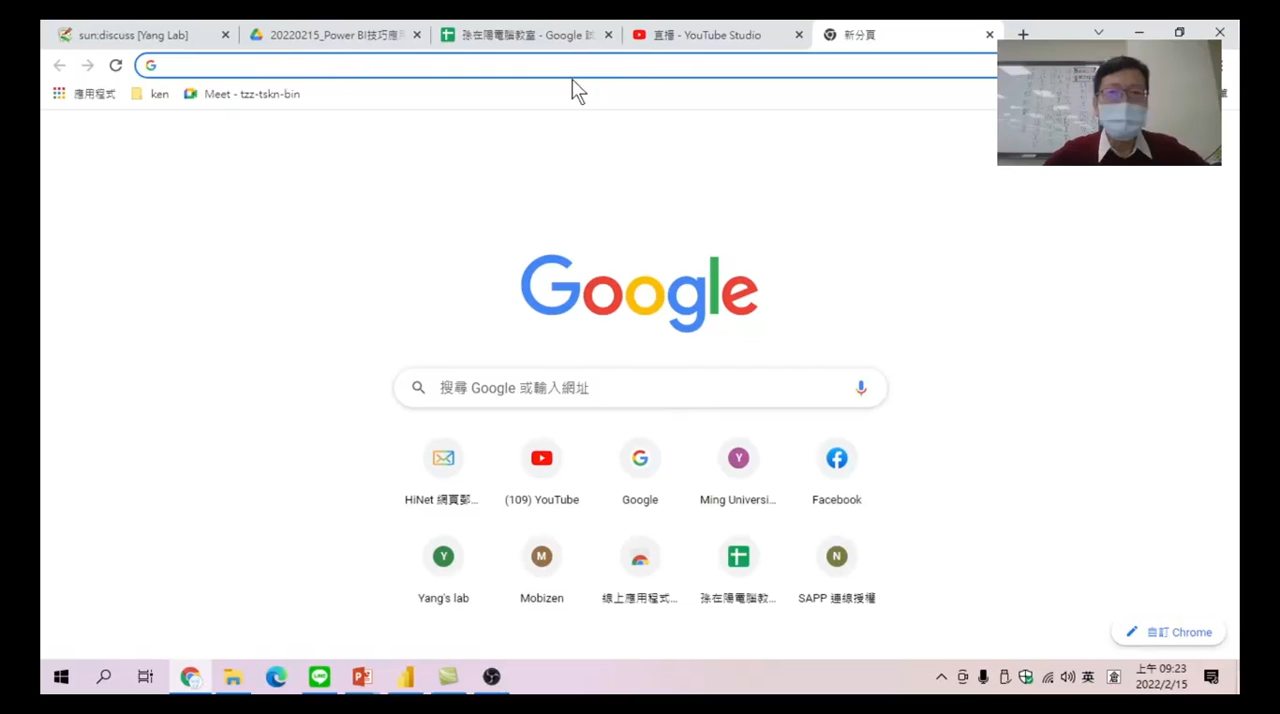 sun:discuss [Yang Lab]
20220215_Power BI技巧應用
孫在陽電腦教室 - Google 試
直播 - YouTube Studio
新分頁
應用程式
ken
Meet - tzz-tskn-bin
Google
搜尋 Google 或輸入網址
HiNet 網頁郵...
(109) YouTube
Google
Ming Universi...
Facebook
Y
Y
M
N
Yang's lab
Mobizen
線上應用程式...
孫在陽電腦教...
SAPP 連線授權
自訂 Chrome
英
倉
上午 09:23
2022/2/15